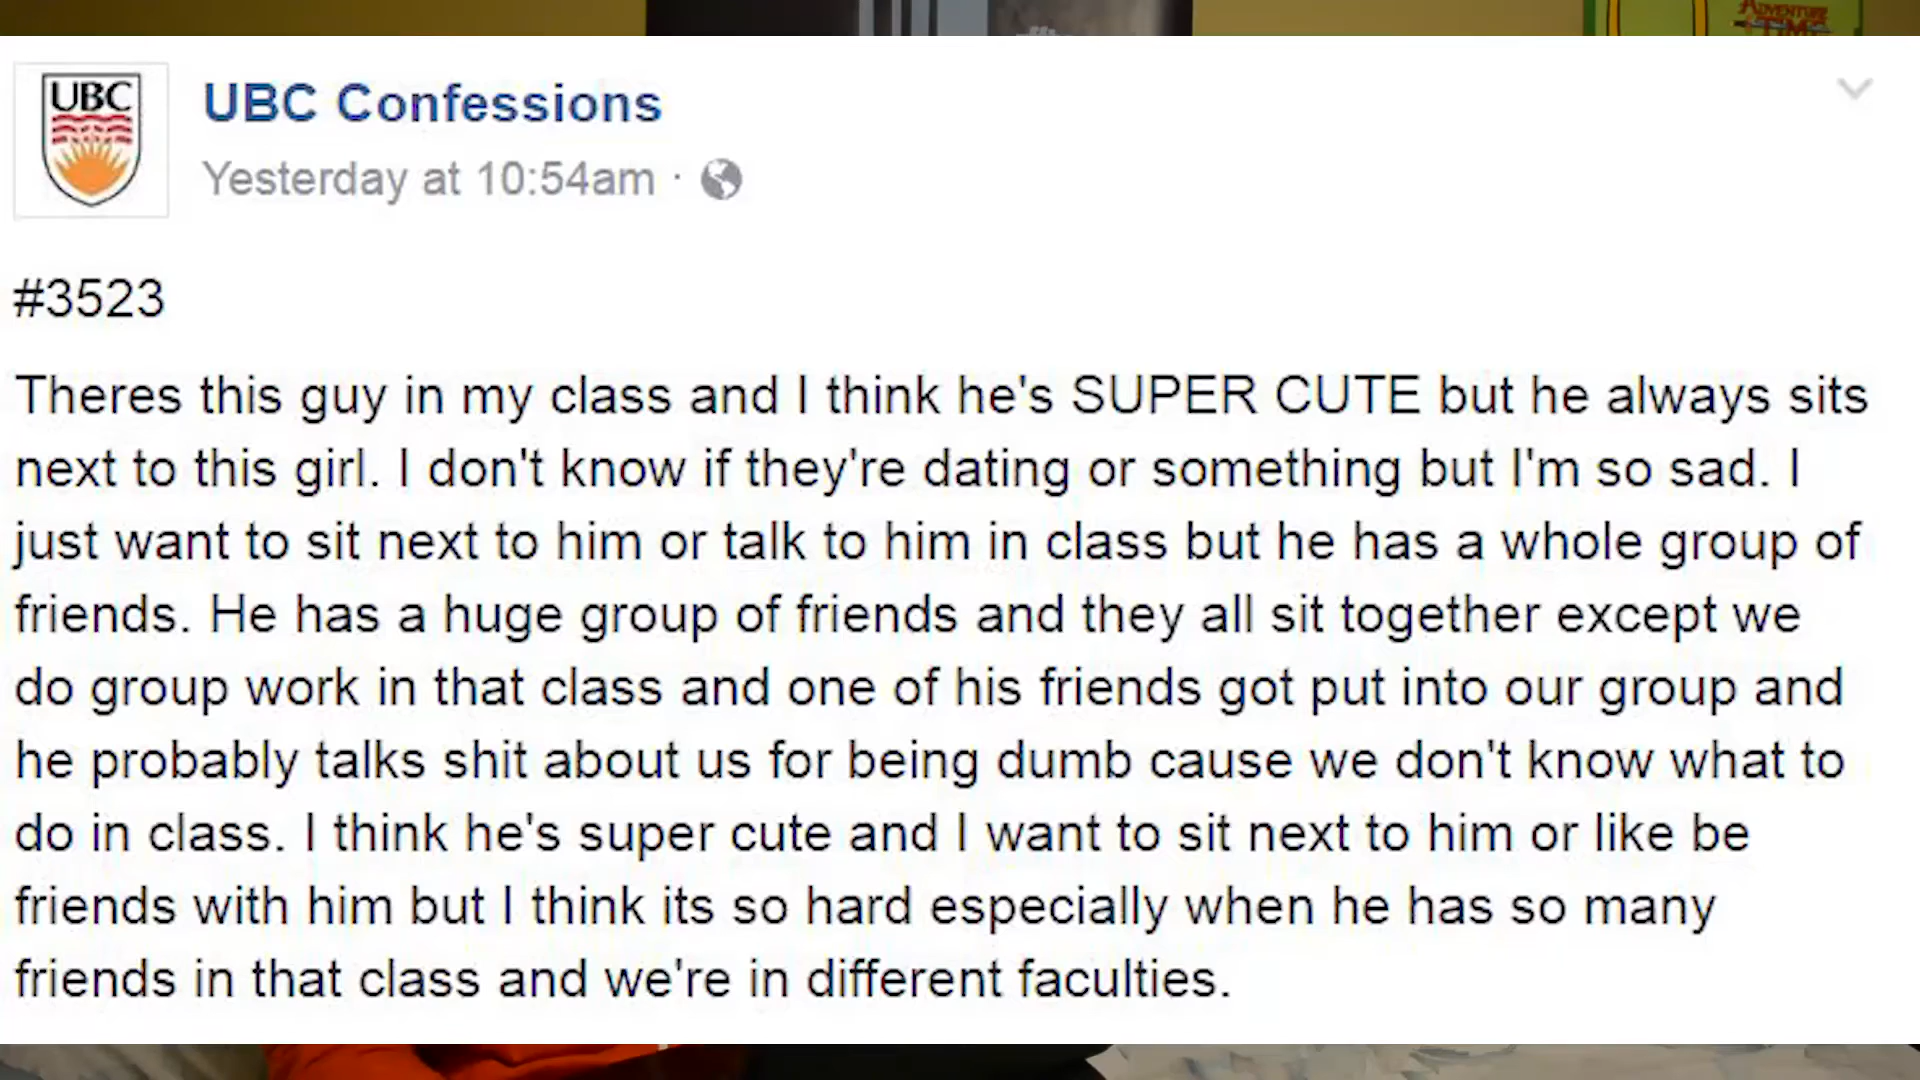 ADVENTURE
TIME
UBC
UBC Confessions
Yesterday at 10:54am ·
#3523
Theres this guy in my class and I think he's SUPER CUTE but he always sits
next to this girl. I don't know if they're dating or something but I'm so sad. I
just want to sit next to him or talk to him in class but he has a whole group of
friends. He has a huge group of friends and they all sit together except we
do group work in that class and one of his friends got put into our group and
he probably talks shit about us for being dumb cause we don't know what to
do in class. I think he's super cute and I want to sit next to him or like be
friends with him but I think its so hard especially when he has so many
friends in that class and we're in different faculties.